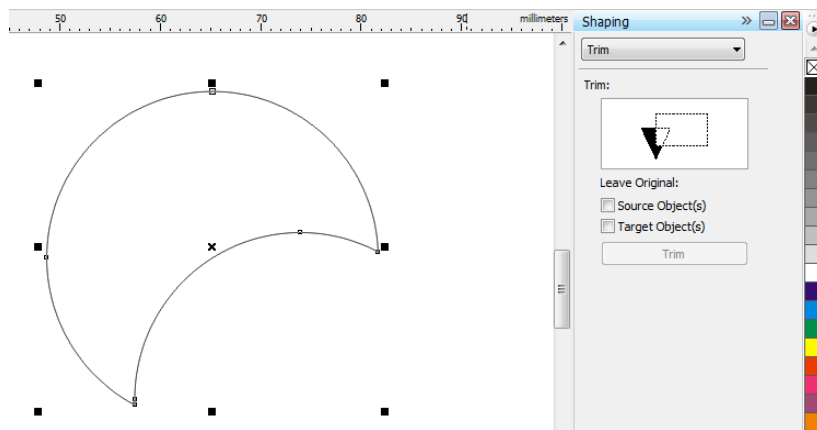 50 60 70 80 90 millimeters
Shaping
Trim
Trim:
Leave Original:
Source Object(s)
Target Object(s)
Trim